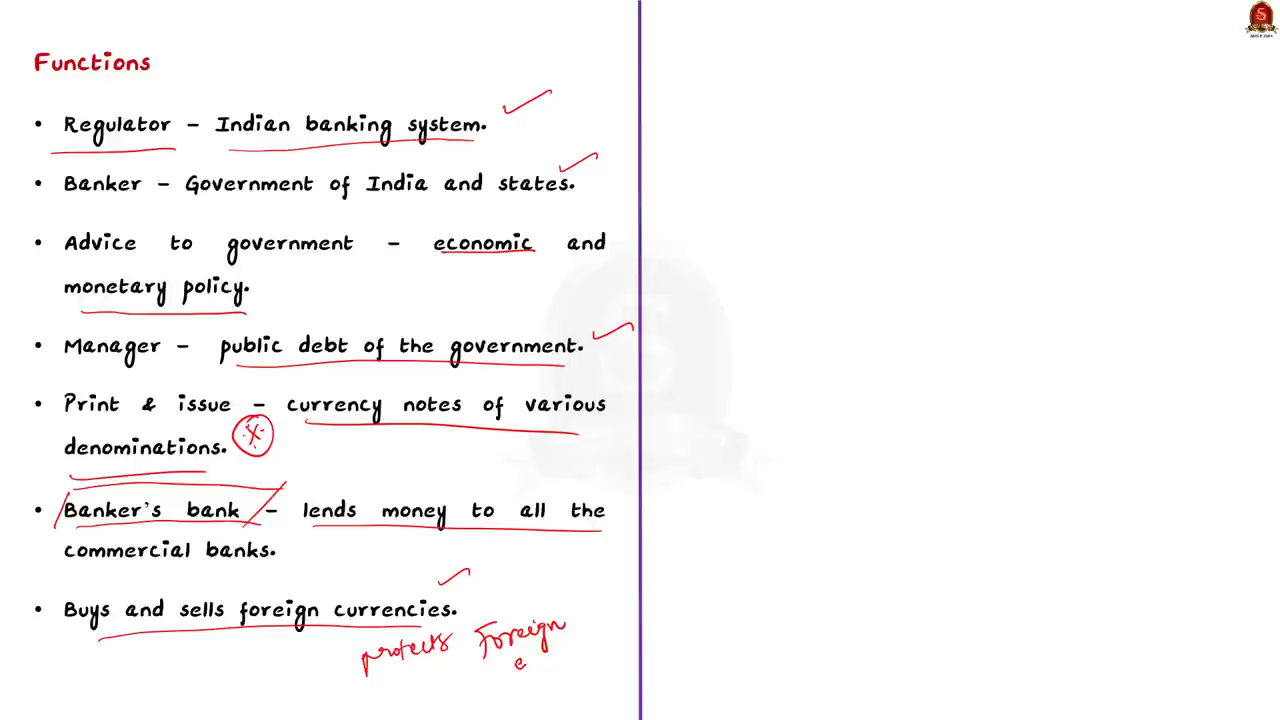 Functions
• Regulator – Indian banking system.
• Banker – Government of India and states.
• Advice to government – economic and
monetary policy.
• Manager – public debt of the government.
• Print & issue – currency notes of various
denominations.
• Banker's bank – lends money to all the
commercial banks.
• Buys and sells foreign currencies.
protects Foreign
e